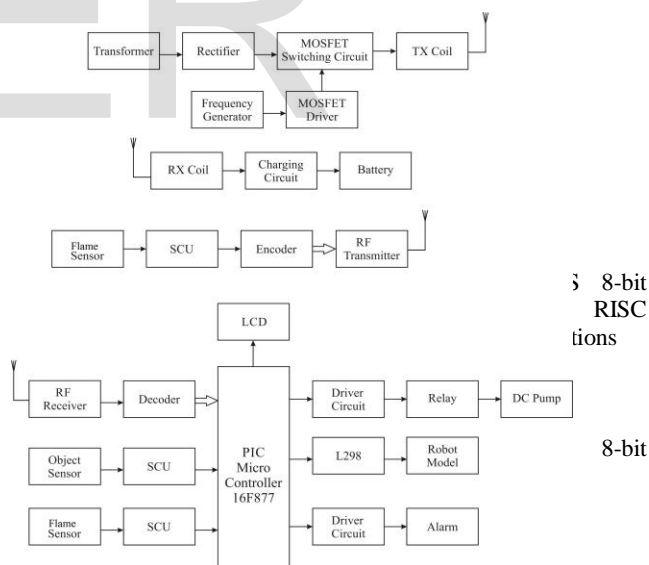 ER
Transformer
Rectifier
MOSFET
Switching Circuit
TX Coil
Frequency
Generator
MOSFET
Driver
RX Coil
Charging
Circuit
Battery
Flame
Sensor
SCU
Encoder
RF
Transmitter
8-bit
RISC
LCD
RF
Receiver
Decoder
PIC
Micro
Controller
16F877
Driver
Circuit
Relay
DC Pump
Object
Sensor
SCU
L298
Robot
Model
8-bit
Flame
Sensor
SCU
Driver
Circuit
Alarm